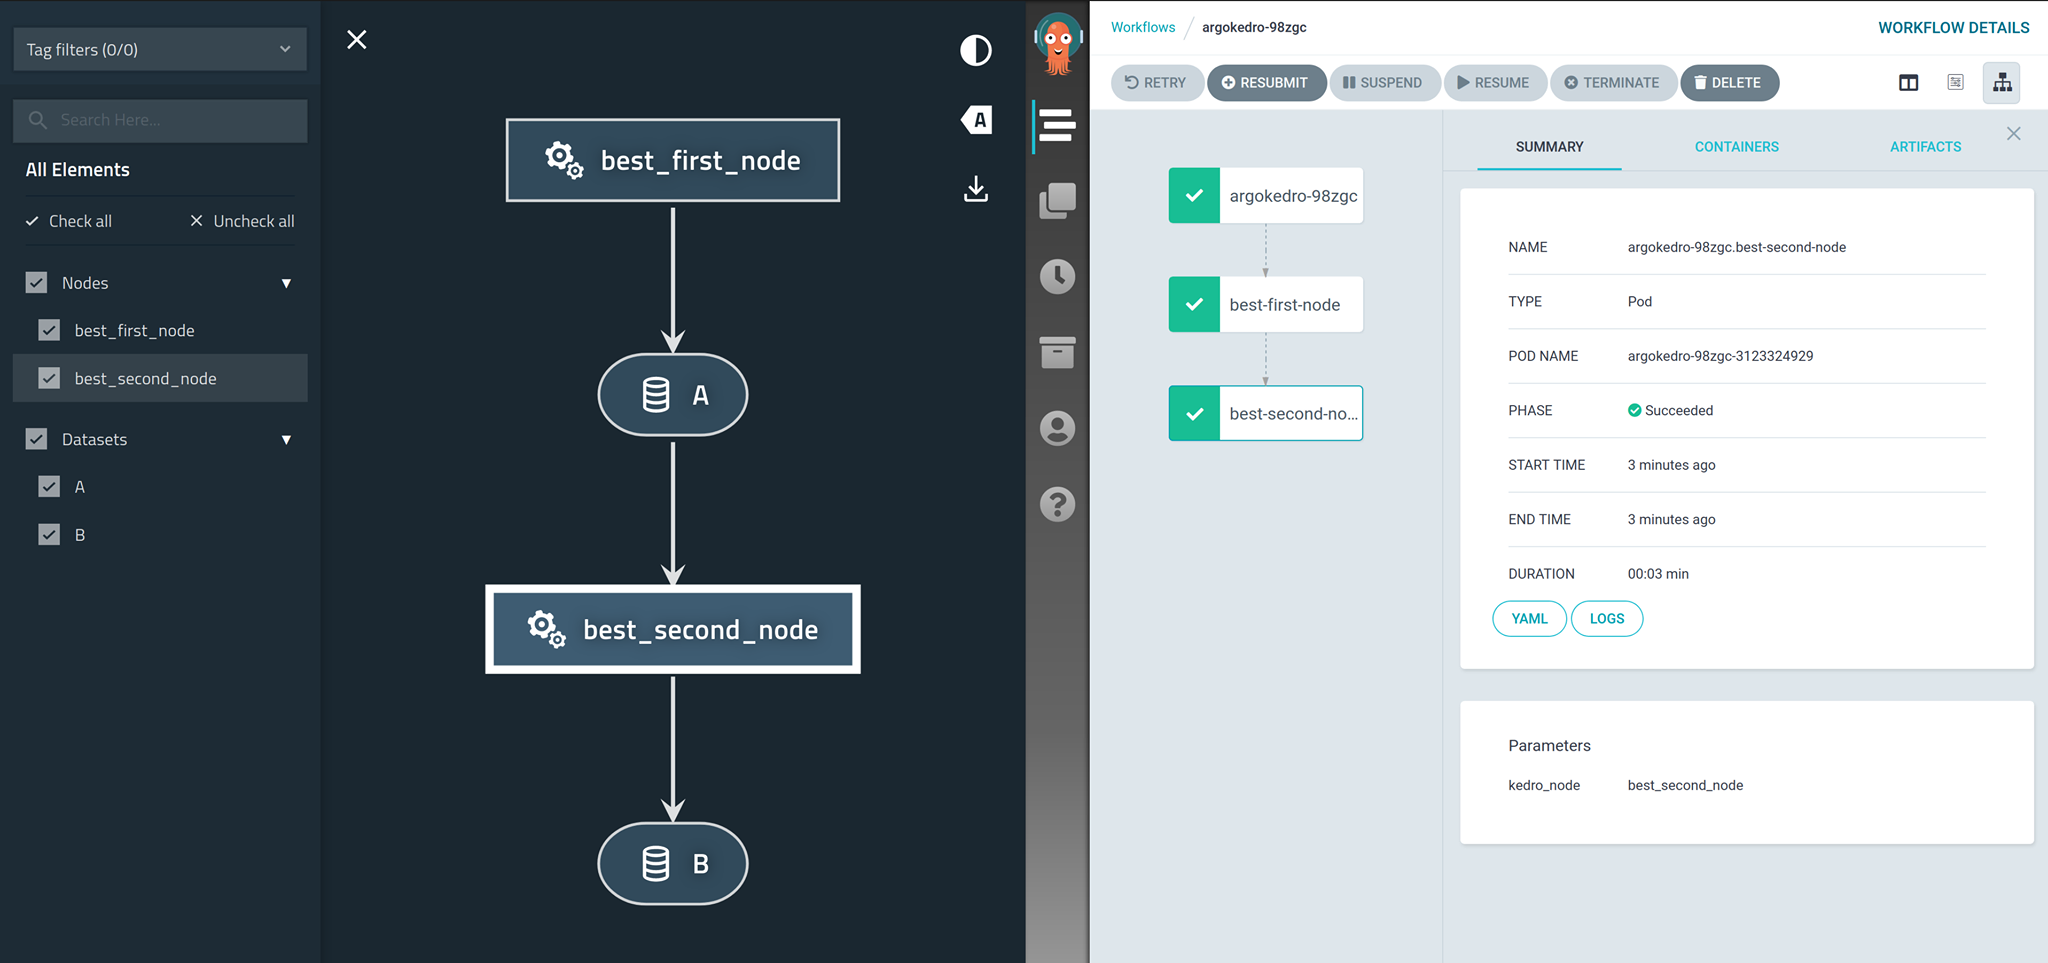 Tag filters (0/0)
Search Here...
All Elements
Check all
Uncheck all
Nodes
best_first_node
best_second_node
Datasets
A
B
A
best_first_node
A
best_second_node
B
Workflows / argokedro-98zgc
WORKFLOW DETAILS
RETRY
RESUBMIT
SUSPEND
RESUME
TERMINATE
DELETE
argokedro-98zgc
best-first-node
best-second-no...
SUMMARY
CONTAINERS
ARTIFACTS
NAME argokedro-98zgc.best-second-node
TYPE Pod
POD NAME argokedro-98zgc-3123324929
PHASE Succeeded
START TIME 3 minutes ago
END TIME 3 minutes ago
DURATION 00:03 min
YAML
LOGS
Parameters
kedro_node best_second_node